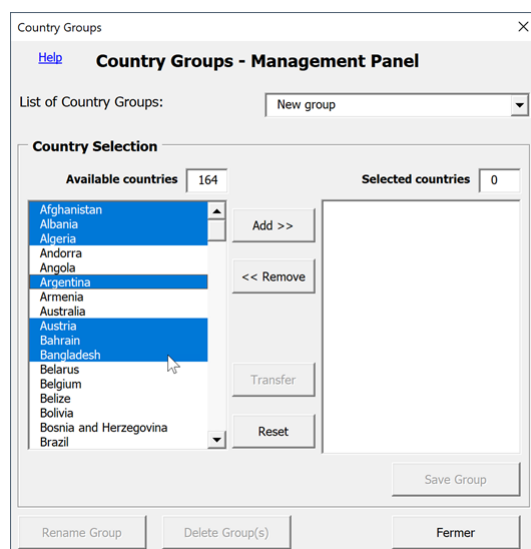 Country Groups
Help
Country Groups - Management Panel
List of Country Groups:
New group
Country Selection
Available countries 164
Selected countries 0
Afghanistan
Albania
Algeria
Andorra
Angola
Argentina
Armenia
Australia
Austria
Bahrain
Bangladesh
Belarus
Belgium
Belize
Bolivia
Bosnia and Herzegovina
Brazil
Add >>
<< Remove
Transfer
Reset
Save Group
Rename Group
Delete Group(s)
Fermer